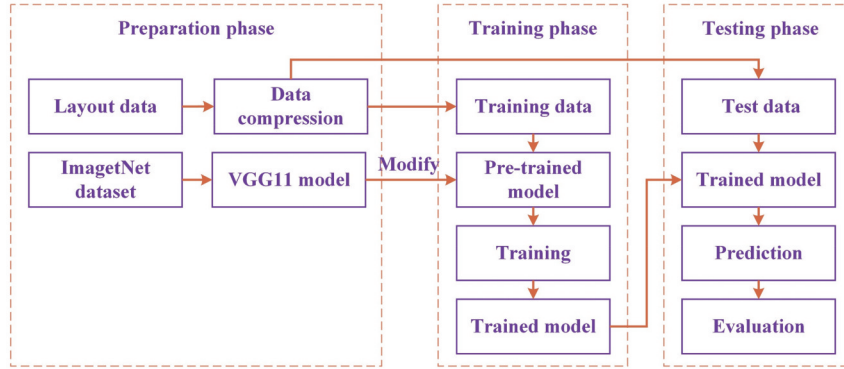 Preparation phase
Training phase
Testing phase
Layout data
Data
compression
Training data
Test data
ImagetNet
dataset
VGG11 model
Modify
Pre-trained
model
Trained model
Training
Prediction
Trained model
Evaluation